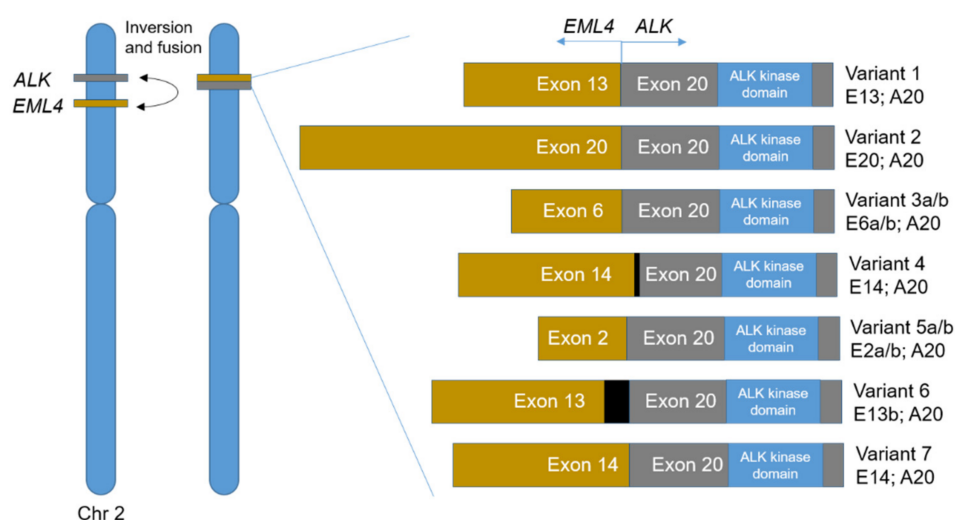 Inversion
and fusion
ALK
EML4
Chr 2
EML4 ALK
Exon 13 Exon 20 ALK kinase
domain
Variant 1
E13; A20
Exon 20 Exon 20 ALK kinase
domain
Variant 2
E20; A20
Exon 6 Exon 20 ALK kinase
domain
Variant 3a/b
E6a/b; A20
Exon 14 Exon 20 ALK kinase
domain
Variant 4
E14; A20
Exon 2 Exon 20 ALK kinase
domain
Variant 5a/b
E2a/b; A20
Exon 13 Exon 20 ALK kinase
domain
Variant 6
E13b; A20
Exon 14 Exon 20 ALK kinase
domain
Variant 7
E14; A20